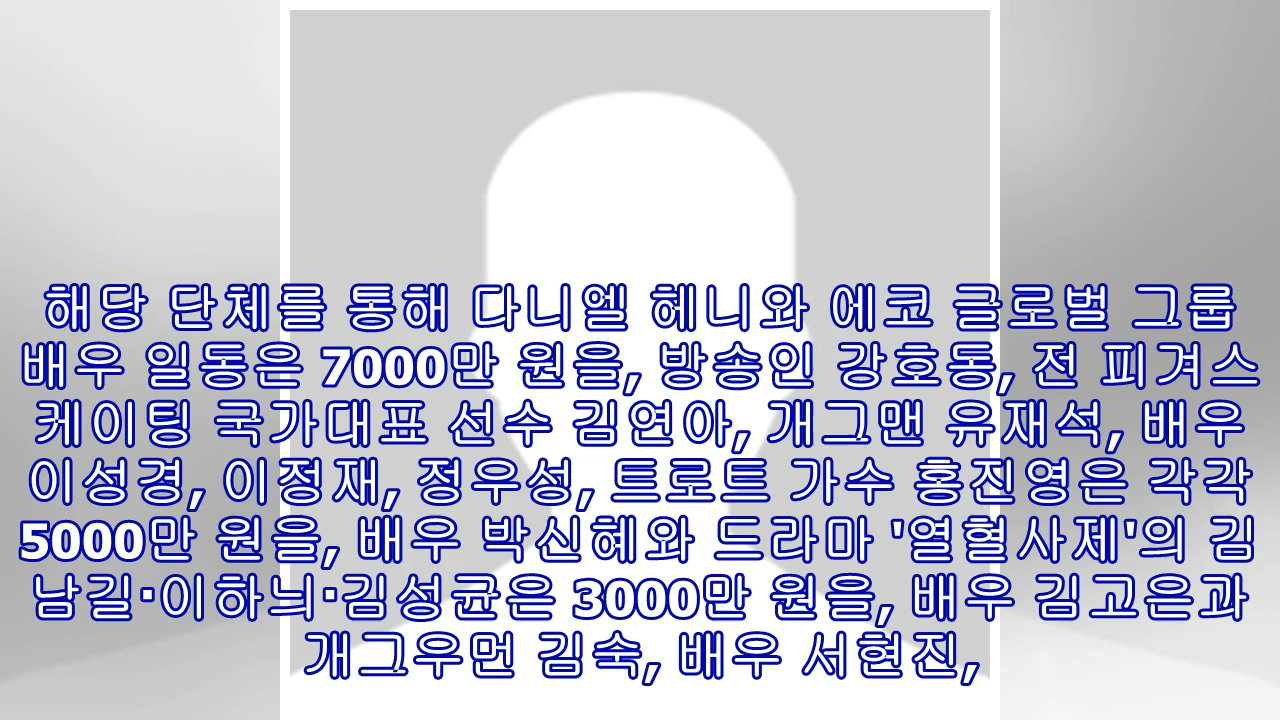 해당 단체를 통해 다니엘 헤니와 에코 글로벌 그룹
배우 일동은 7000만 원을, 방송인 강호동, 전 피겨스
케이팅 국가대표 선수 김연아, 개그맨 유재석, 배우
이성경, 이정재, 정우성, 트로트 가수 홍진영은 각각
5000만 원을, 배우 박신혜와 드라마 '열혈사제'의 김
남길·이하늬·김성균은 3000만 원을, 배우 김고은과
개그우먼 김숙, 배우 서현진,